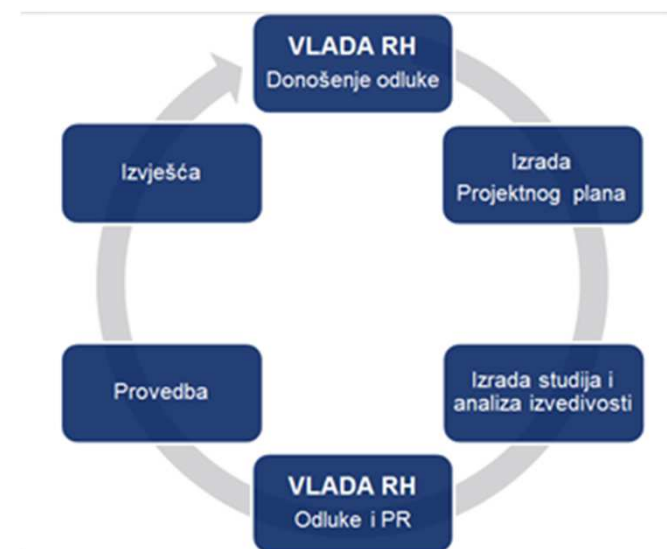 VLADA RH
Donošenje odluke
Izrada
Projektnog plana
Izrada studija i
analiza izvedivosti
VLADA RH
Odluke i PR
Provedba
Izvješća